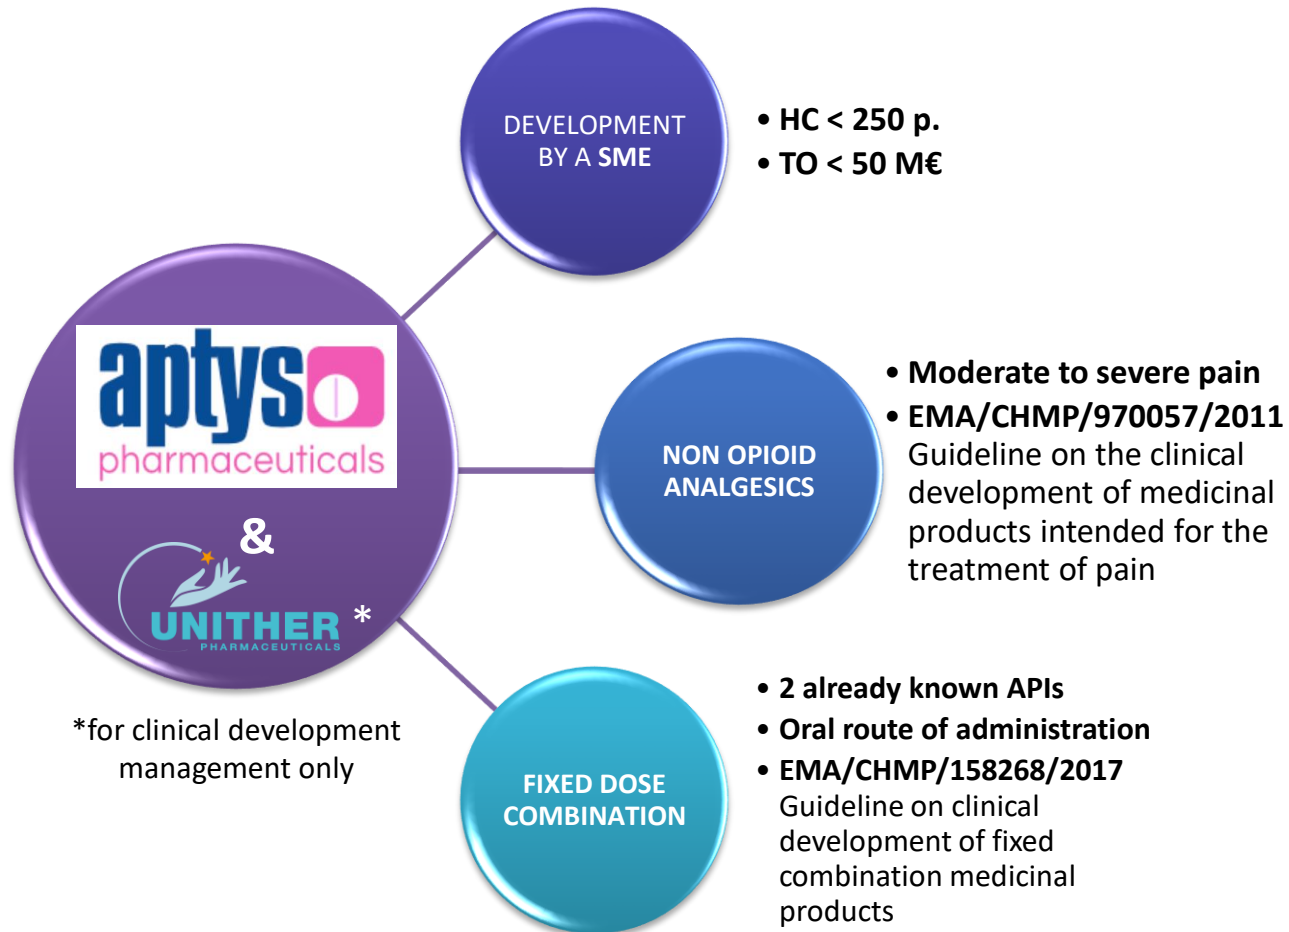 DEVELOPMENT
BY A SME
• HC < 250 p.
• TO < 50 M€
aptys
pharmaceuticals
&
UNITHER *
PHARMACEUTICALS
*for clinical development
management only
NON OPIOID
ANALGESICS
• Moderate to severe pain
• EMA/CHMP/970057/2011
Guideline on the clinical
development of medicinal
products intended for the
treatment of pain
FIXED DOSE
COMBINATION
• 2 already known APIs
• Oral route of administration
• EMA/CHMP/158268/2017
Guideline on clinical
development of fixed
combination medicinal
products